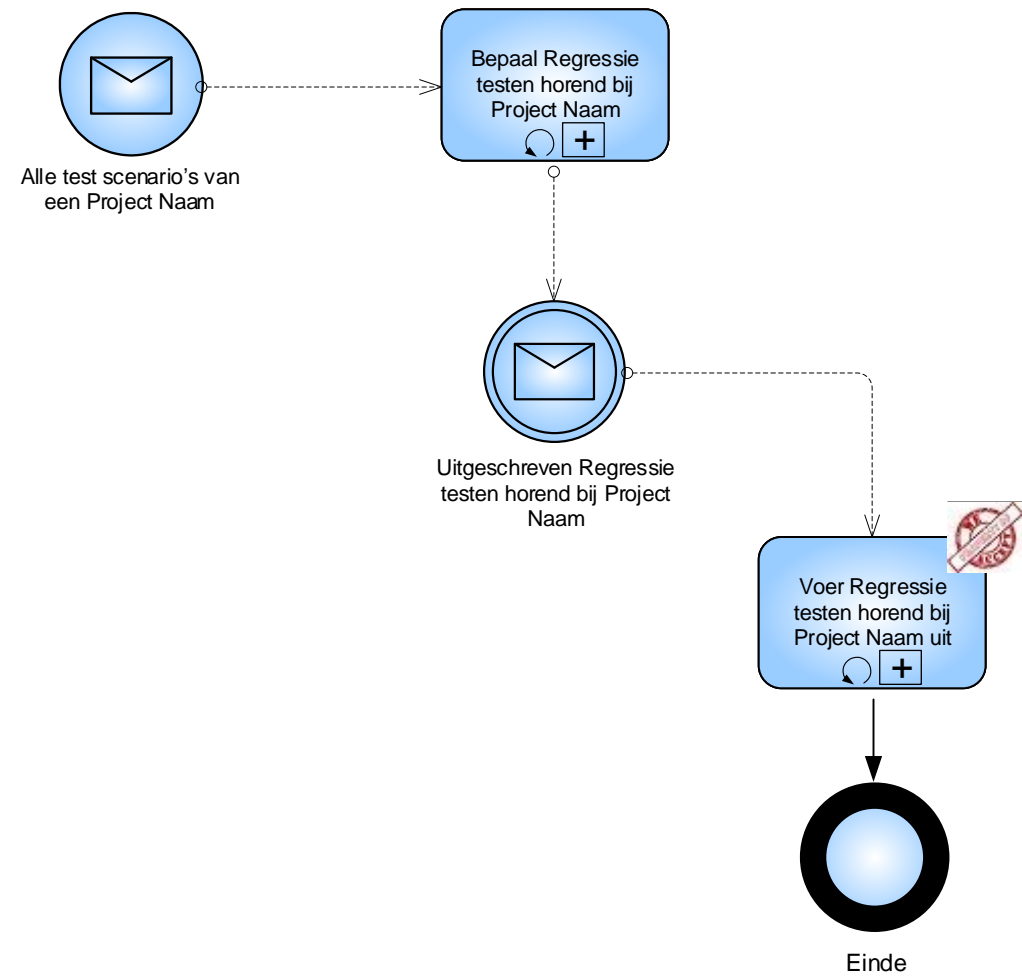 Bepaal Regressie
testen horend bij
Project Naam
Alle test scenario's van
een Project Naam
Uitgeschreven Regressie
testen horend bij Project
Naam
Voer Regressie
testen horend bij
Project Naam uit
Einde